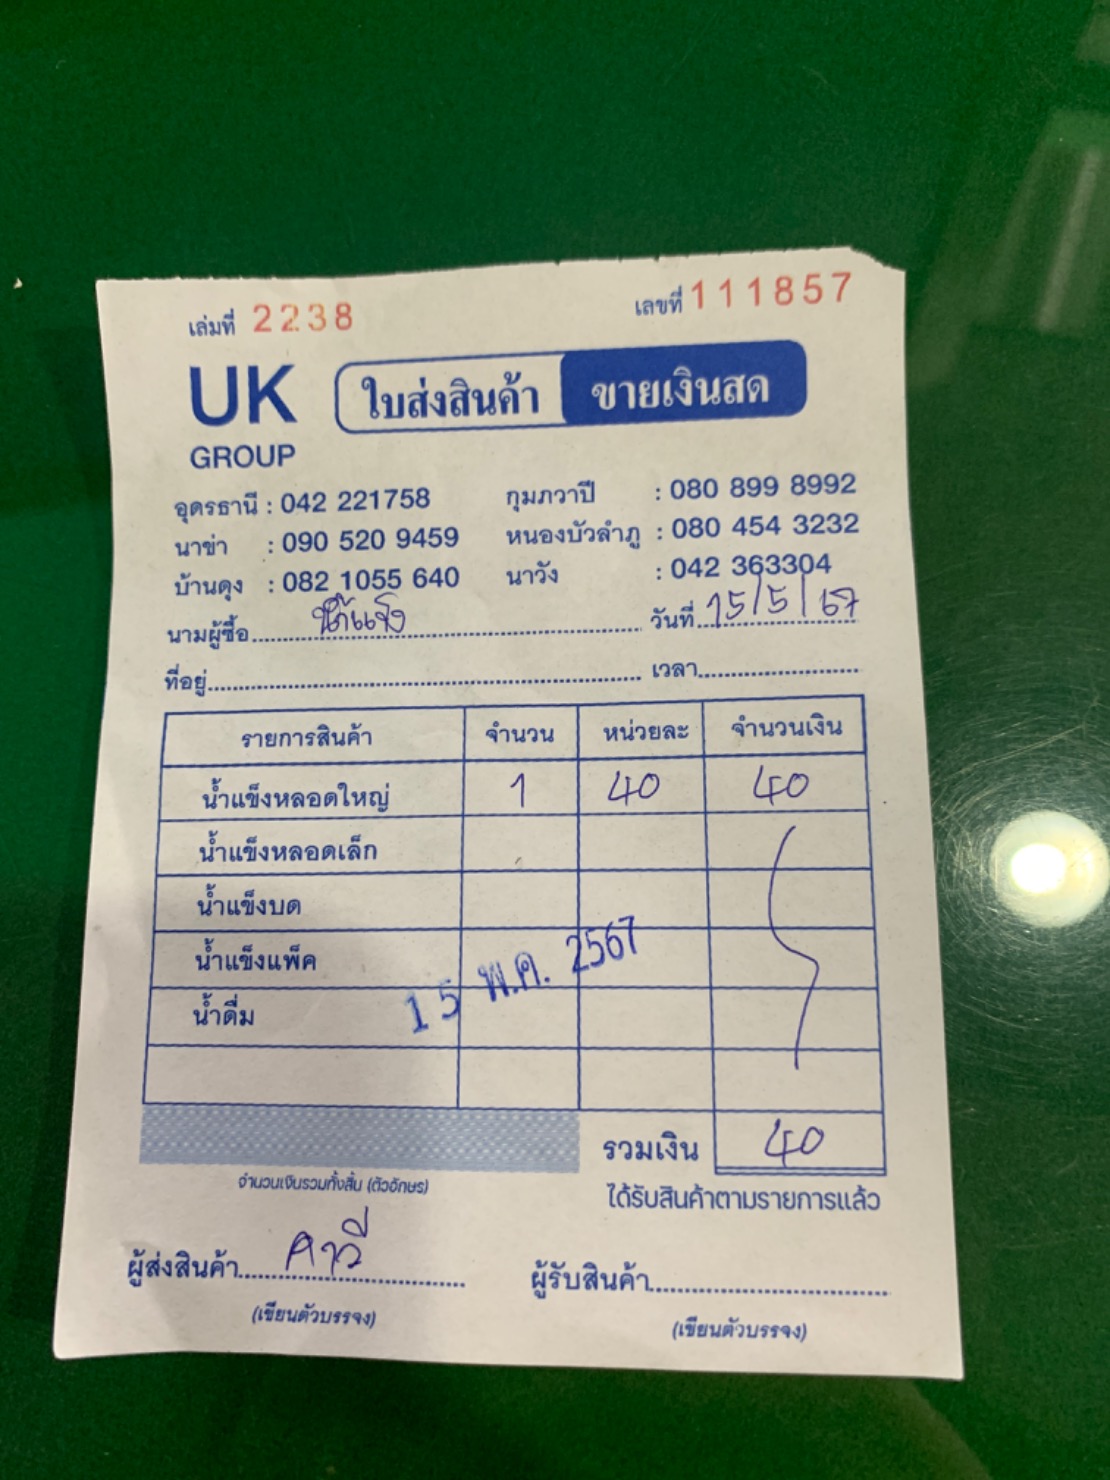 เล่มที่ 2238 เลขที่ 111857
UK GROUP ใบส่งสินค้า ขายเงินสด
อุดรธานี : 042 221758 กุมภวาปี : 080 899 8992
นาข่า : 090 520 9459 หนองบัวลำภู : 080 454 3232
บ้านดุง : 082 1055 640 นาวัง : 042 363304
นามผู้ซื้อ วันที่ 15/5/67
ที่อยู่ เวลา
รายการสินค้า จำนวน หน่วยละ จำนวนเงิน
น้ำแข็งหลอดใหญ่ 1 40 40
น้ำแข็งหลอดเล็ก
น้ำแข็งบด
น้ำแข็งแพ็ค
15 พ.ค. 2567
น้ำดื่ม
รวมเงิน 40
จำนวนเงินรวมทั้งสิ้น (ตัวอักษร)
ได้รับสินค้าตามรายการแล้ว
ผู้ส่งสินค้า ผู้รับสินค้า
(เขียนตัวบรรจง) (เขียนตัวบรรจง)